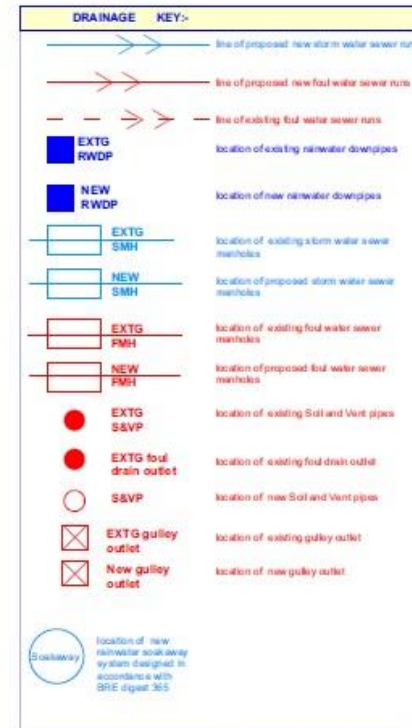 DRAINAGE KEY:-
line of proposed new storm water sewer run
line of proposed new foul water sewer runs
line of existing foul water sewer runs
EXTG
RWDP
location of existing rainwater downpipes
NEW
RWDP
location of new rainwater downpipes
EXTG
SMH
location of existing storm water sewer
manholes
NEW
SMH
location of proposed storm water sewer
manholes
EXTG
FMH
location of existing foul water sewer
manholes
NEW
FMH
location of proposed foul water sewer
manholes
EXTG
S&VP
location of existing Soil and Vent pipes
EXTG foul
drain outlet
location of existing foul drain outlet
S&VP
location of new Soil and Vent pipes
EXTG gulley
outlet
location of existing gulley outlet
New gulley
outlet
location of new gulley outlet
Soakaway
location of new
rainwater soakaway
system designed in
accordance with
BRE digest 365